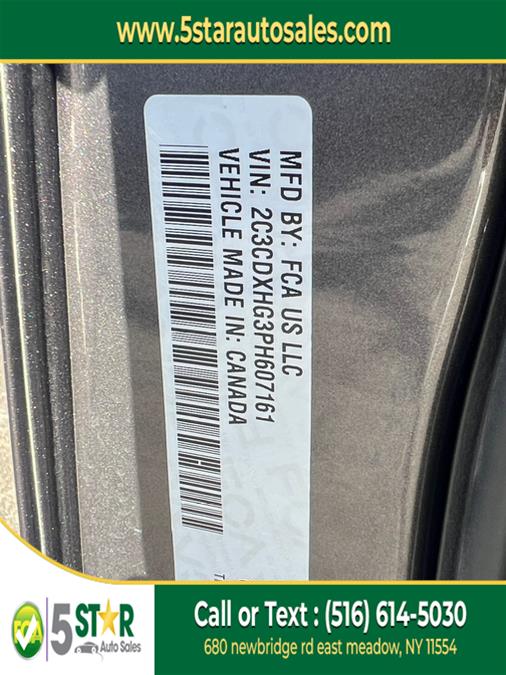 www.5starautosales.com
MFD BY: FCA US LLC
VIN: 2C3CDXHG3PH607161
VEHICLE MADE IN: CANADA
FCA
5 STAR
Auto Sales
Call or Text : (516) 614-5030
680 newbridge rd east meadow, NY 11554